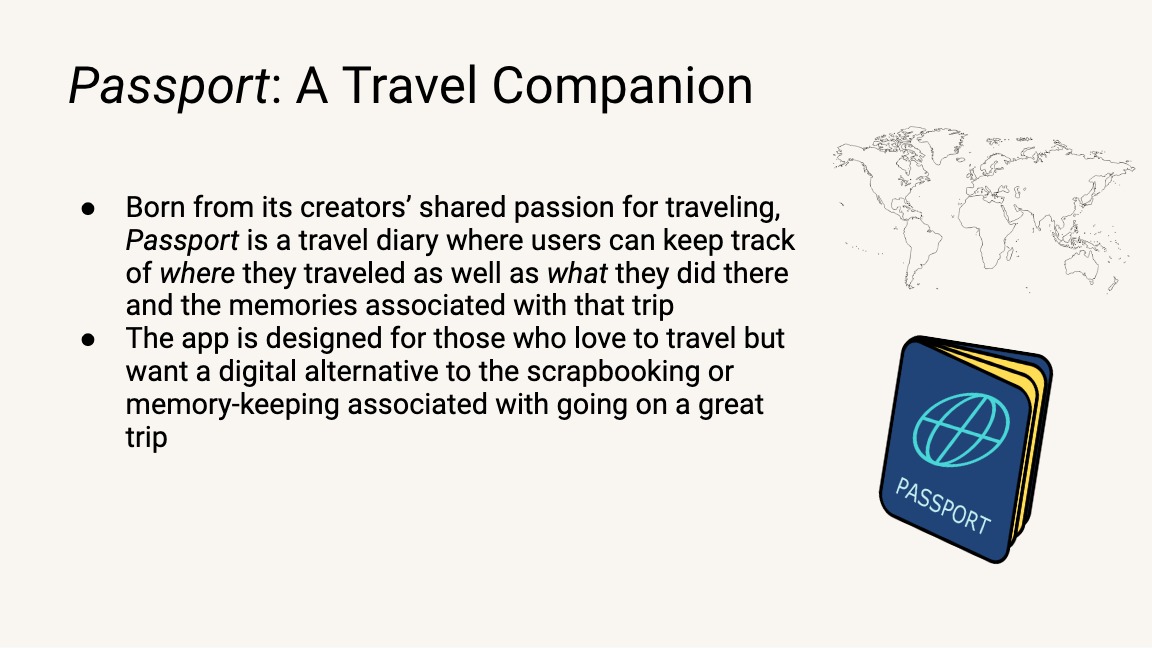 Passport: A Travel Companion
● Born from its creators’ shared passion for traveling,
Passport is a travel diary where users can keep track
of where they traveled as well as what they did there
and the memories associated with that trip
● The app is designed for those who love to travel but
want a digital alternative to the scrapbooking or
memory-keeping associated with going on a great
trip
PASSPORT